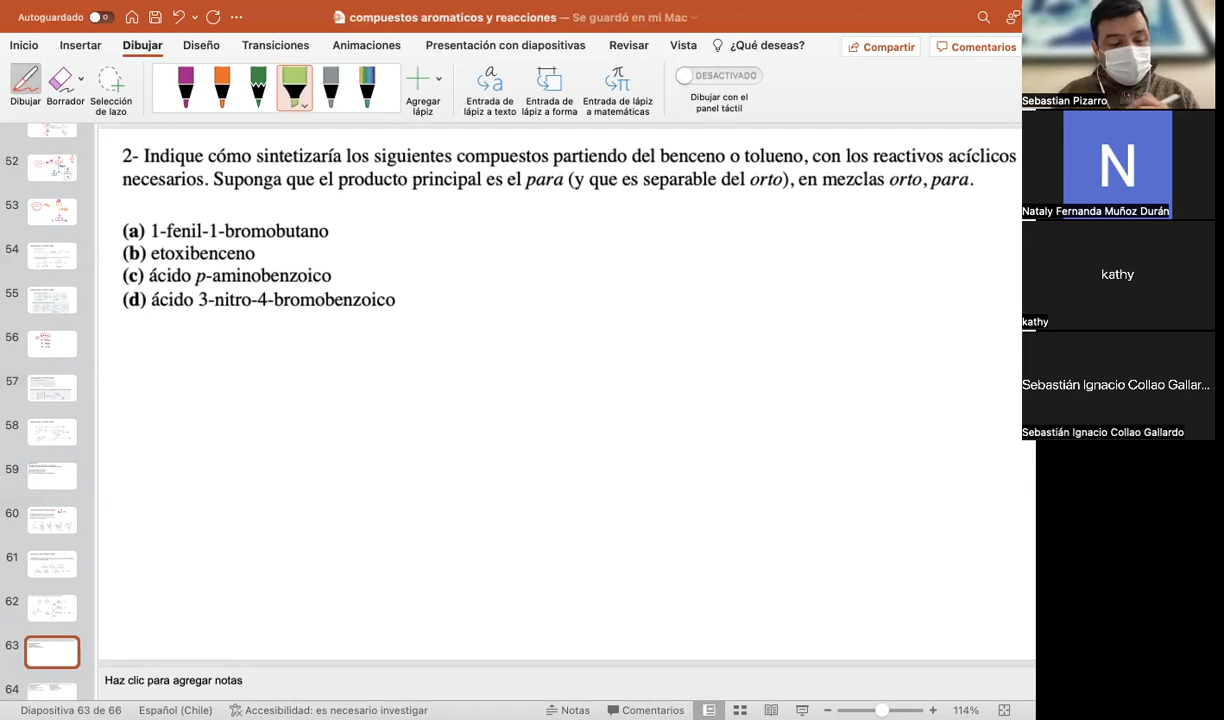 Autoguardado
compuestos aromaticos y reacciones — Se guardó en mi Mac
Inicio Insertar Dibujar Diseño Transiciones Animaciones Presentación con diapositivas Revisar Vista ¿Qué deseas? Compartir Comentarios
Dibujar Borrador Selección de lazo
Agregar lápiz
Entrada de lápiz a texto
Entrada de lápiz a forma
Entrada de lápiz a matemáticas
DESACTIVADO
Dibujar con el panel táctil
52
53
54
55
56
57
58
59
60
61
62
63
64
2- Indique cómo sintetizaría los siguientes compuestos partiendo del benceno o tolueno, con los reactivos acíclicos
necesarios. Suponga que el producto principal es el para (y que es separable del orto), en mezclas orto, para.
(a) 1-fenil-1-bromobutano
(b) etoxibenceno
(c) ácido p-aminobenzoico
(d) ácido 3-nitro-4-bromobenzoico
Haz clic para agregar notas
Diapositiva 63 de 66 Español (Chile) Accesibilidad: es necesario investigar Notas Comentarios 114%
Sebastian Pizarro
N
Nataly Fernanda Muñoz Durán
kathy
kathy
Sebastián Ignacio Collao Gallar...
Sebastián Ignacio Collao Gallardo